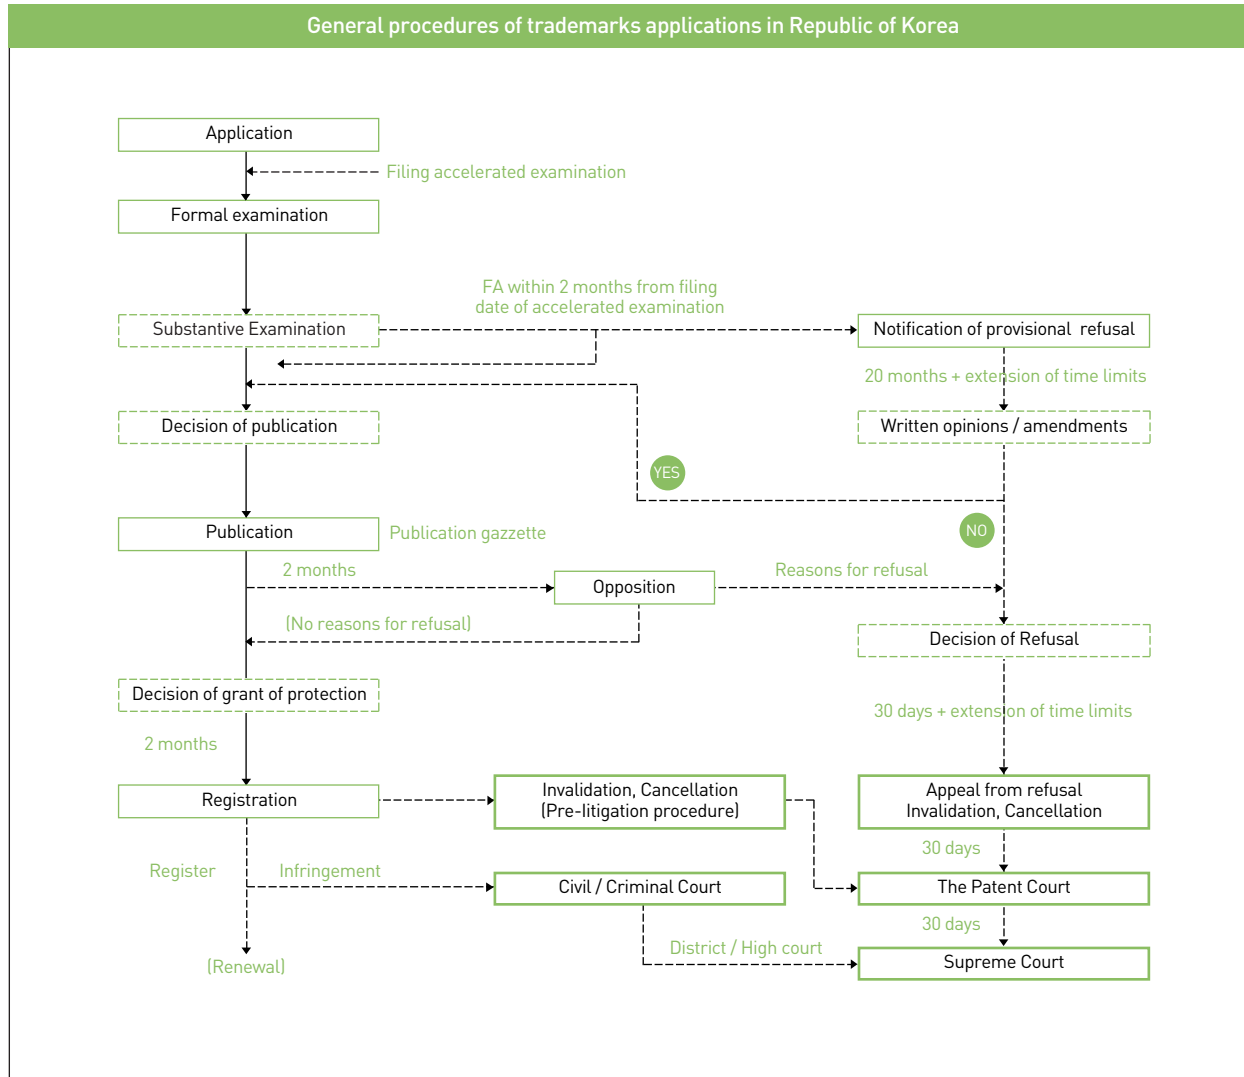 General procedures of trademarks applications in Republic of Korea
Application
Filing accelerated examination
Formal examination
FA within 2 months from filing
date of accelerated examination
Substantive Examination
Notification of provisional refusal
20 months + extension of time limits
Decision of publication
Written opinions / amendments
YES
Publication
Publication gazzette
NO
2 months
Opposition
Reasons for refusal
(No reasons for refusal)
Decision of Refusal
Decision of grant of protection
30 days + extension of time limits
2 months
Registration
Invalidation, Cancellation
(Pre-litigation procedure)
Appeal from refusal
Invalidation, Cancellation
30 days
Register
Infringement
Civil / Criminal Court
The Patent Court
30 days
District / High court
(Renewal)
Supreme Court